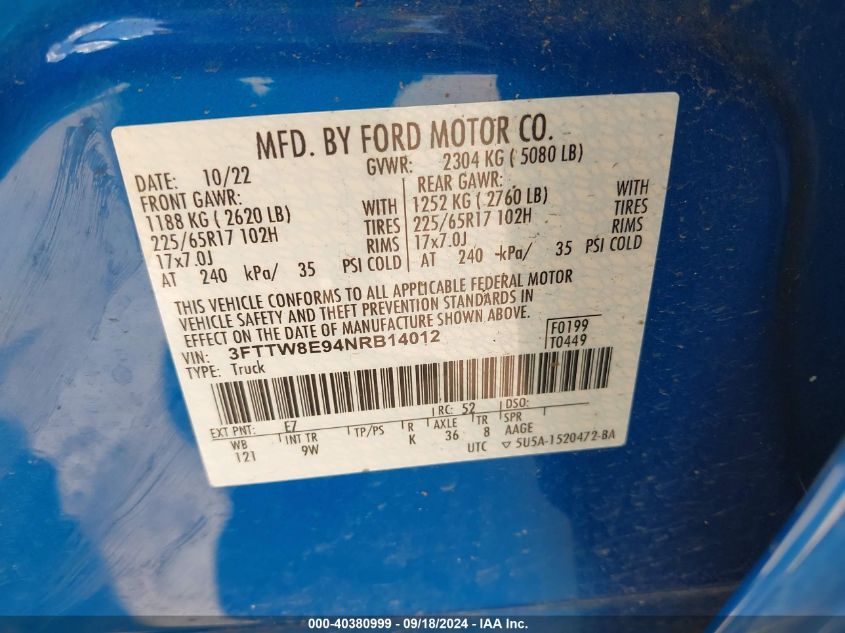 MFD. BY FORD MOTOR CO.
DATE: 10/22 GVWR: 2304 KG ( 5080 LB)
FRONT GAWR: REAR GAWR:
1188 KG ( 2620 LB) WITH 1252 KG ( 2760 LB) WITH
225/65R17 102H TIRES 225/65R17 102H TIRES
17x7.0J RIMS 17x7.0J RIMS
AT 240 kPa/ 35 PSI COLD AT 240 kPa/ 35 PSI COLD
THIS VEHICLE CONFORMS TO ALL APPLICABLE FEDERAL MOTOR
VEHICLE SAFETY AND THEFT PREVENTION STANDARDS IN
EFFECT ON THE DATE OF MANUFACTURE SHOWN ABOVE.
VIN: 3FTTW8E94NRB14012 F0199
TYPE: Truck T0449
EXT PNT: E7 RC: 52 DSO:
WB INT TR TP/PS R AXLE TR SPR
121 9W K 36 8 AAGE
UTC 5U5A-1520472-BA
000-40380999 / 09/18/2024 - IAA Inc.